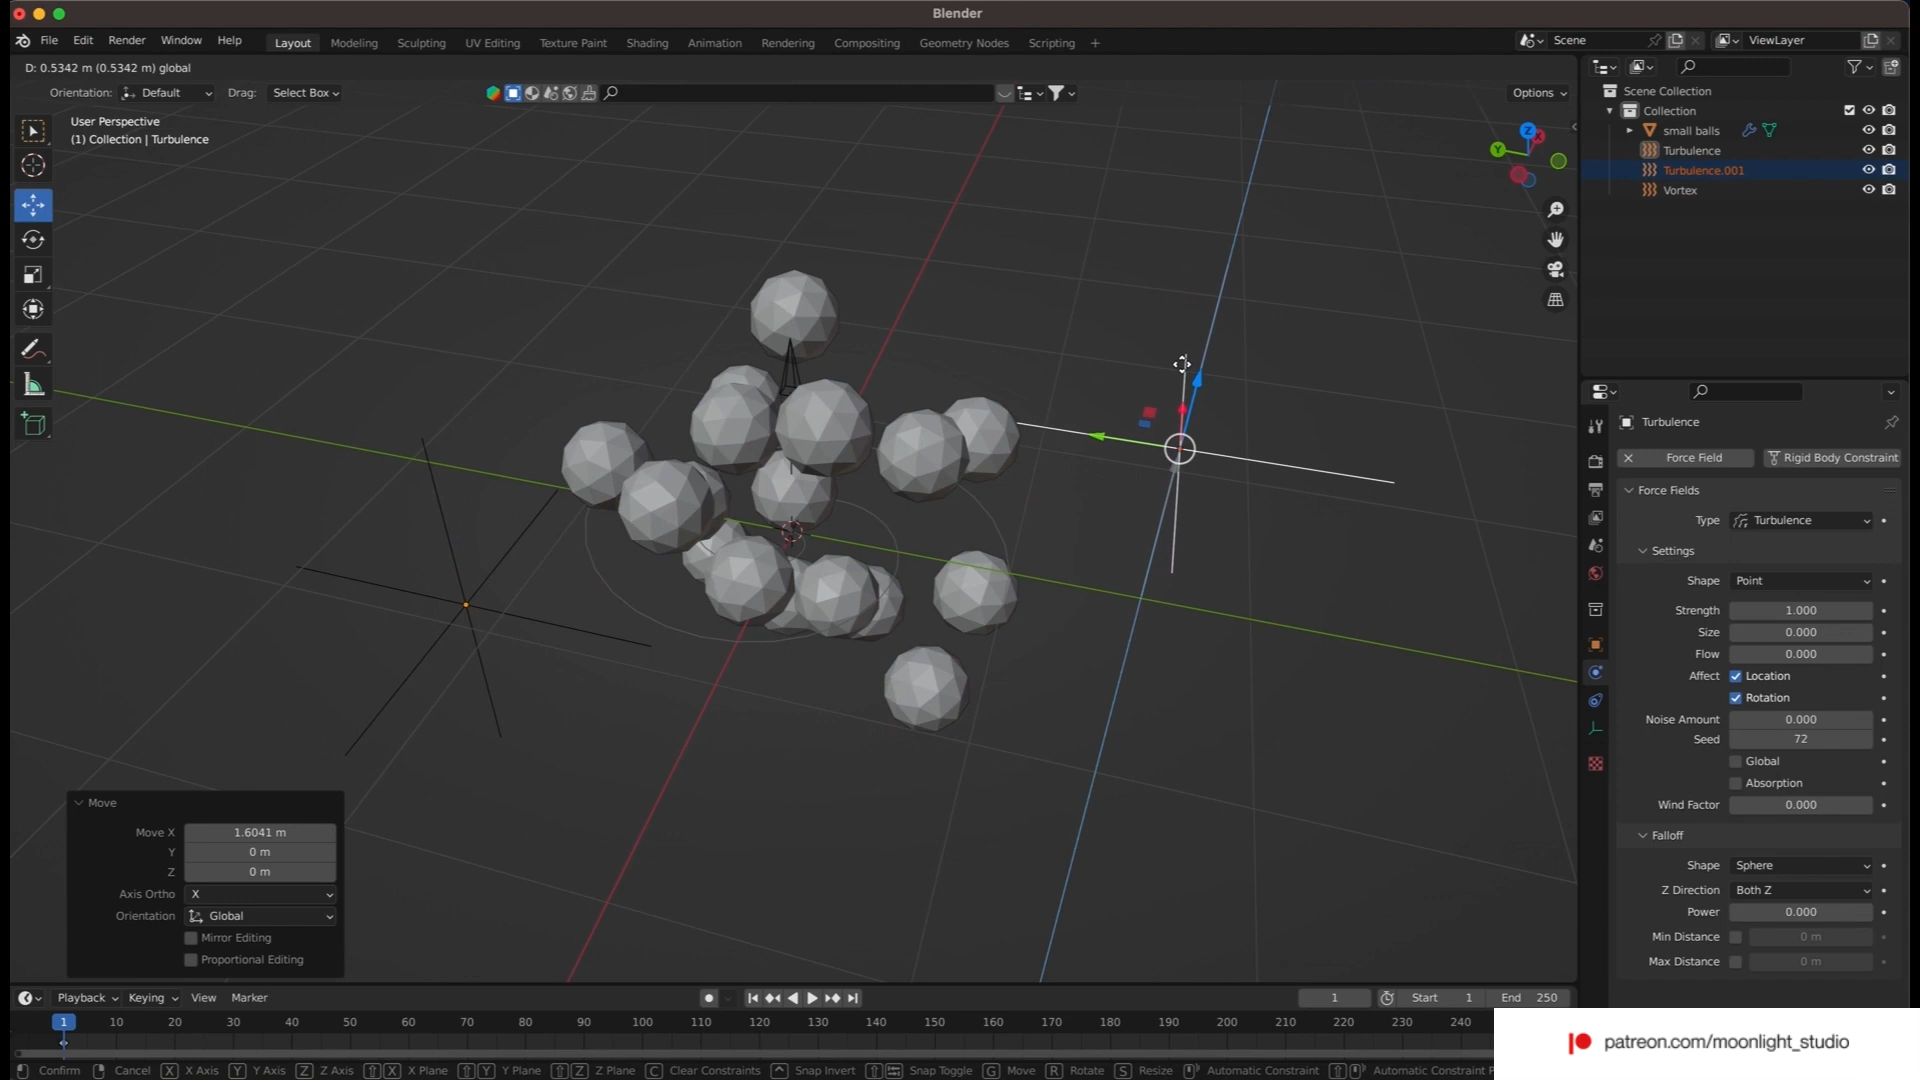 Blender
File Edit Render Window Help Layout Modeling Sculpting UV Editing Texture Paint Shading Animation Rendering Compositing Geometry Nodes Scripting + Scene ViewLayer
D: 0.5342 m (0.5342 m) global
Orientation: Default Drag: Select Box Options
User Perspective
(1) Collection | Turbulence
Z
Y
X
Scene Collection
Collection
small balls
Turbulence
Turbulence.001
Vortex
Turbulence
Force Field Rigid Body Constraint
Force Fields
Type Turbulence
Settings
Shape Point
Strength 1.000
Size 0.000
Flow 0.000
Affect Location
Rotation
Noise Amount 0.000
Seed 72
Global
Absorption
Wind Factor 0.000
Falloff
Shape Sphere
Z Direction Both Z
Power 0.000
Min Distance 0 m
Max Distance 0 m
Move
Move X 1.6041 m
Y 0 m
Z 0 m
Axis Ortho X
Orientation Global
Mirror Editing
Proportional Editing
Playback Keying View Marker 1 Start 1 End 250
1 10 20 30 40 50 60 70 80 90 100 110 120 130 140 150 160 170 180 190 200 210 220 230 240
Confirm Cancel X X Axis Y Y Axis Z Z Axis X X Plane Y Y Plane Z Z Plane C Clear Constraints Snap Invert Snap Toggle G Move R Rotate S Resize Automatic Constraint Automatic Constraint P
patreon.com/moonlight_studio